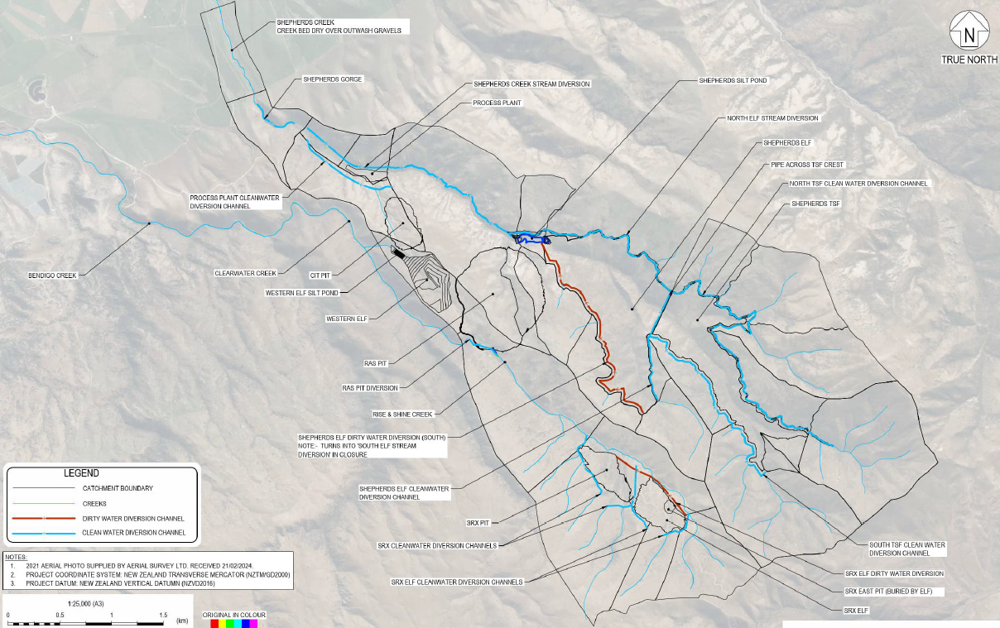 SHEPHERDS CREEK
CREEK BED DRY OVER OUTWASH GRAVELS
N
TRUE NORTH
SHEPHERDS GORGE
SHEPHERDS CREEK STREAM DIVERSION
SHEPHERDS SILT POND
PROCESS PLANT
NORTH ELF STREAM DIVERSION
SHEPHERDS ELF
PIPE ACROSS TSF CREST
NORTH TSF CLEAN WATER DIVERSION CHANNEL
SHEPHERDS TSF
PROCESS PLANT CLEANWATER
DIVERSION CHANNEL
BENDIGO CREEK
CLEARWATER CREEK
CIT PIT
WESTERN ELF SILT POND
WESTERN ELF
RAS PIT
RAS PIT DIVERSION
RISE & SHINE CREEK
SHEPHERDS ELF DIRTY WATER DIVERSION (SOUTH)
NOTE:- TURNS INTO 'SOUTH ELF STREAM
DIVERSION' IN CLOSURE
SHEPHERDS ELF CLEANWATER
DIVERSION CHANNEL
SRX PIT
SRX CLEANWATER DIVERSION CHANNELS
SRX ELF CLEANWATER DIVERSION CHANNELS
SOUTH TSF CLEAN WATER
DIVERSION CHANNEL
SRX ELF DIRTY WATER DIVERSION
SRX EAST PIT (BURIED BY ELF)
SRX ELF
LEGEND
CATCHMENT BOUNDARY
CREEKS
DIRTY WATER DIVERSION CHANNEL
CLEAN WATER DIVERSION CHANNEL
NOTES:
1. 2021 AERIAL PHOTO SUPPLIED BY AERIAL SURVEY LTD. RECEIVED 21/02/2024.
2. PROJECT COORDINATE SYSTEM: NEW ZEALAND TRANSVERSE MERCATOR (NZTM/GD2000)
3. PROJECT DATUM: NEW ZEALAND VERTICAL DATUMN (NZVD2016)
1:25,000 (A3)
0 0.5 1 1.5 (km)
ORIGINAL IN COLOUR